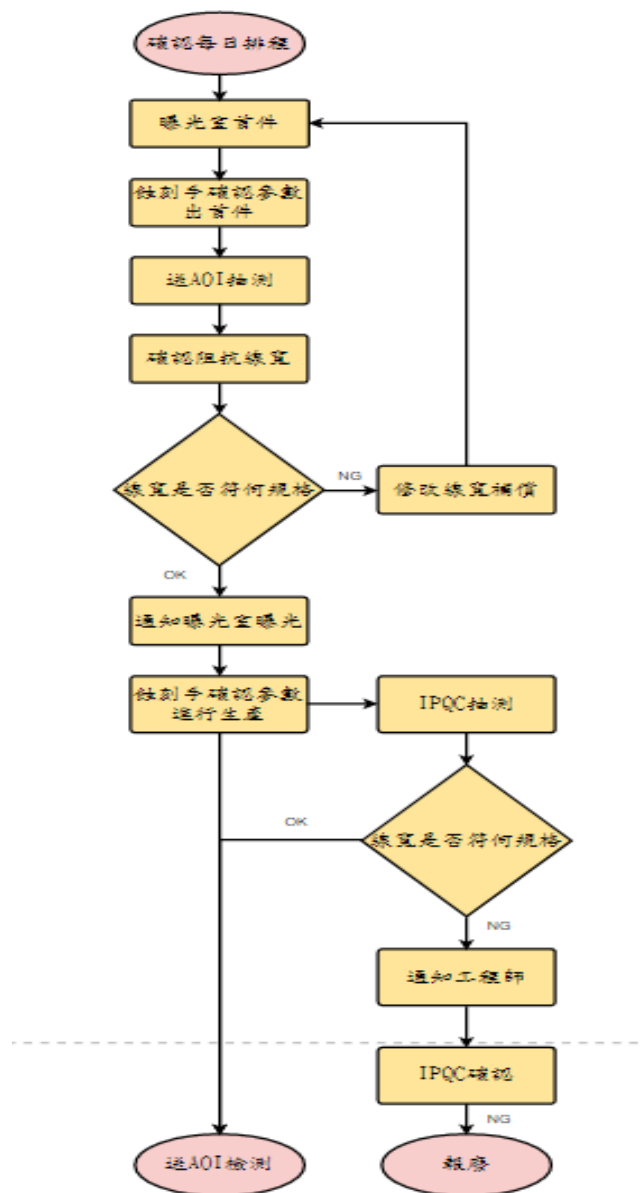 確認每日排程
曝光室首件
蝕刻手確認參數
出首件
送AOI抽測
確認阻抗線寬
線寬是否符何規格
NG
修改線寬補償
OK
通知曝光室曝光
蝕刻手確認參數
進行生產
IPQC抽測
OK
線寬是否符何規格
NG
通知工程師
IPQC確認
NG
送AOI檢測
報廢